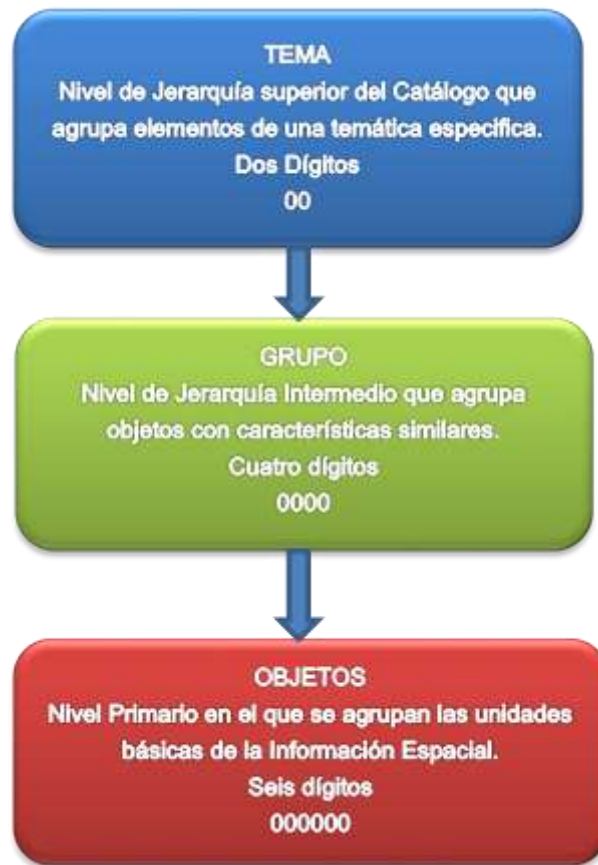 TEMA
Nivel de Jerarquía superior del Catálogo que
agrupa elementos de una temática especifica.
Dos Dígitos
00
GRUPO
Nivel de Jerarquía Intermedio que agrupa
objetos con características similares.
Cuatro dígitos
0000
OBJETOS
Nivel Primario en el que se agrupan las unidades
básicas de la Información Espacial.
Seis dígitos
000000